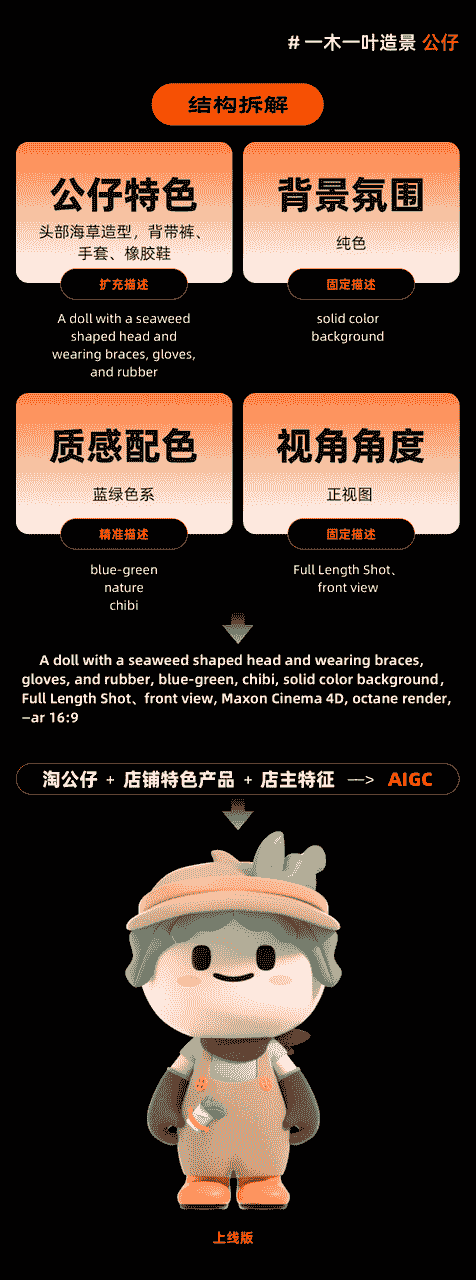 # 一木一叶造景 公仔
结构拆解
公仔特色
头部海草造型，背带裤、
手套、橡胶鞋
扩充描述
A doll with a seaweed
shaped head and
wearing braces, gloves,
and rubber
背景氛围
纯色
固定描述
solid color
background
质感配色
蓝绿色系
精准描述
blue-green
nature
chibi
视角角度
正视图
固定描述
Full Length Shot、
front view
A doll with a seaweed shaped head and wearing braces,
gloves, and rubber, blue-green, chibi, solid color background,
Full Length Shot、front view, Maxon Cinema 4D, octane render,
—ar 16:9
淘公仔 + 店铺特色产品 + 店主特征 —> AIGC
上线版